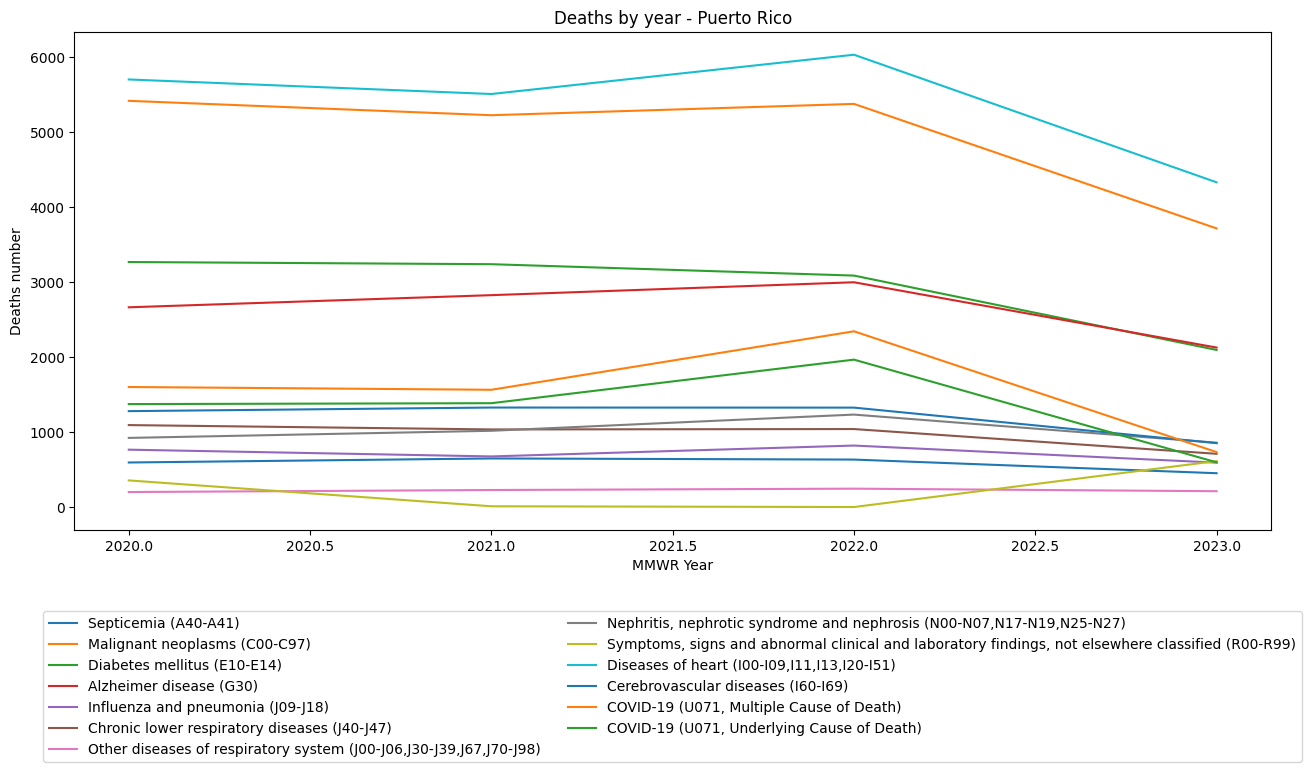 Deaths by year - Puerto Rico
Deaths number
6000
5000
4000
3000
2000
1000
0
2020.0 2020.5 2021.0 2021.5 2022.0 2022.5 2023.0
MMWR Year
Septicemia (A40-A41)
Malignant neoplasms (C00-C97)
Diabetes mellitus (E10-E14)
Alzheimer disease (G30)
Influenza and pneumonia (J09-J18)
Chronic lower respiratory diseases (J40-J47)
Other diseases of respiratory system (J00-J06,J30-J39,J67,J70-J98)
Nephritis, nephrotic syndrome and nephrosis (N00-N07,N17-N19,N25-N27)
Symptoms, signs and abnormal clinical and laboratory findings, not elsewhere classified (R00-R99)
Diseases of heart (I00-I09,I11,I13,I20-I51)
Cerebrovascular diseases (I60-I69)
COVID-19 (U071, Multiple Cause of Death)
COVID-19 (U071, Underlying Cause of Death)